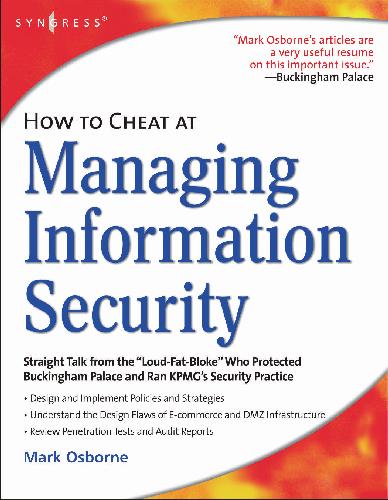 SYNGRESS®
"Mark Osborne's articles are
a very useful resume
on this important issue."
—Buckingham Palace
HOW TO CHEAT AT
Managing
Information
Security
Straight Talk from the "Loud-Fat-Bloke" Who Protected
Buckingham Palace and Ran KPMG's Security Practice
• Design and Implement Policies and Strategies
• Understand the Design Flaws of E-commerce and DMZ Infrastructure
• Review Penetration Tests and Audit Reports
Mark Osborne